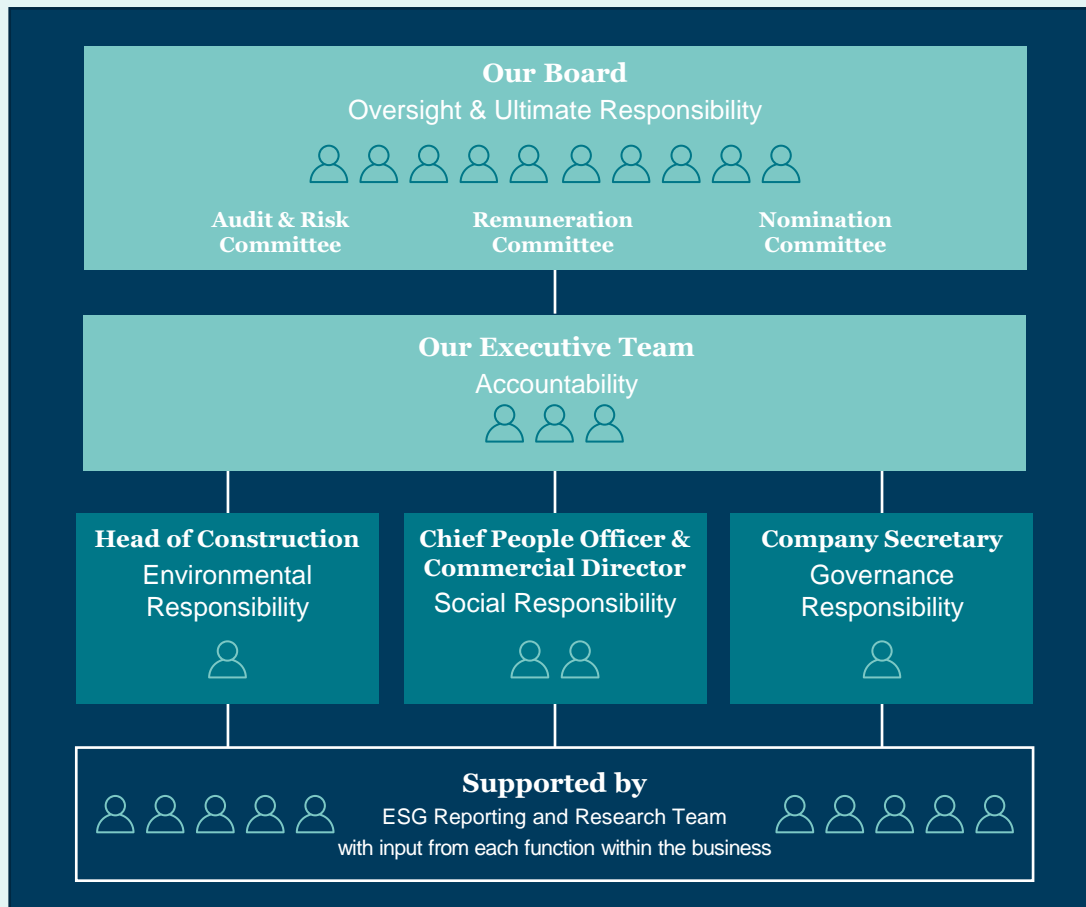 Our Board
Oversight & Ultimate Responsibility
Audit & Risk
Committee
Remuneration
Committee
Nomination
Committee
Our Executive Team
Accountability
Head of Construction
Environmental
Responsibility
Chief People Officer &
Commercial Director
Social Responsibility
Company Secretary
Governance
Responsibility
Supported by
ESG Reporting and Research Team
with input from each function within the business